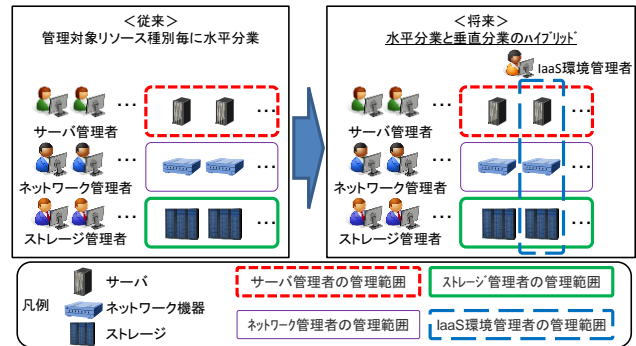 ＜従来＞
管理対象リソース種別毎に水平分業
サーバ管理者
…
…
ネットワーク管理者
…
…
ストレージ管理者
…
…
＜将来＞
水平分業と垂直分業のﾊｲﾌﾞﾘｯﾄﾞ
IaaS環境管理者
サーバ管理者
…
…
ネットワーク管理者
…
…
ストレージ管理者
…
…
凡例
サーバ
ネットワーク機器
ストレージ
サーバ管理者の管理範囲
ｽﾄﾚｰｼﾞ管理者の管理範囲
ﾈｯﾄﾜｰｸ管理者の管理範囲
IaaS環境管理者の管理範囲